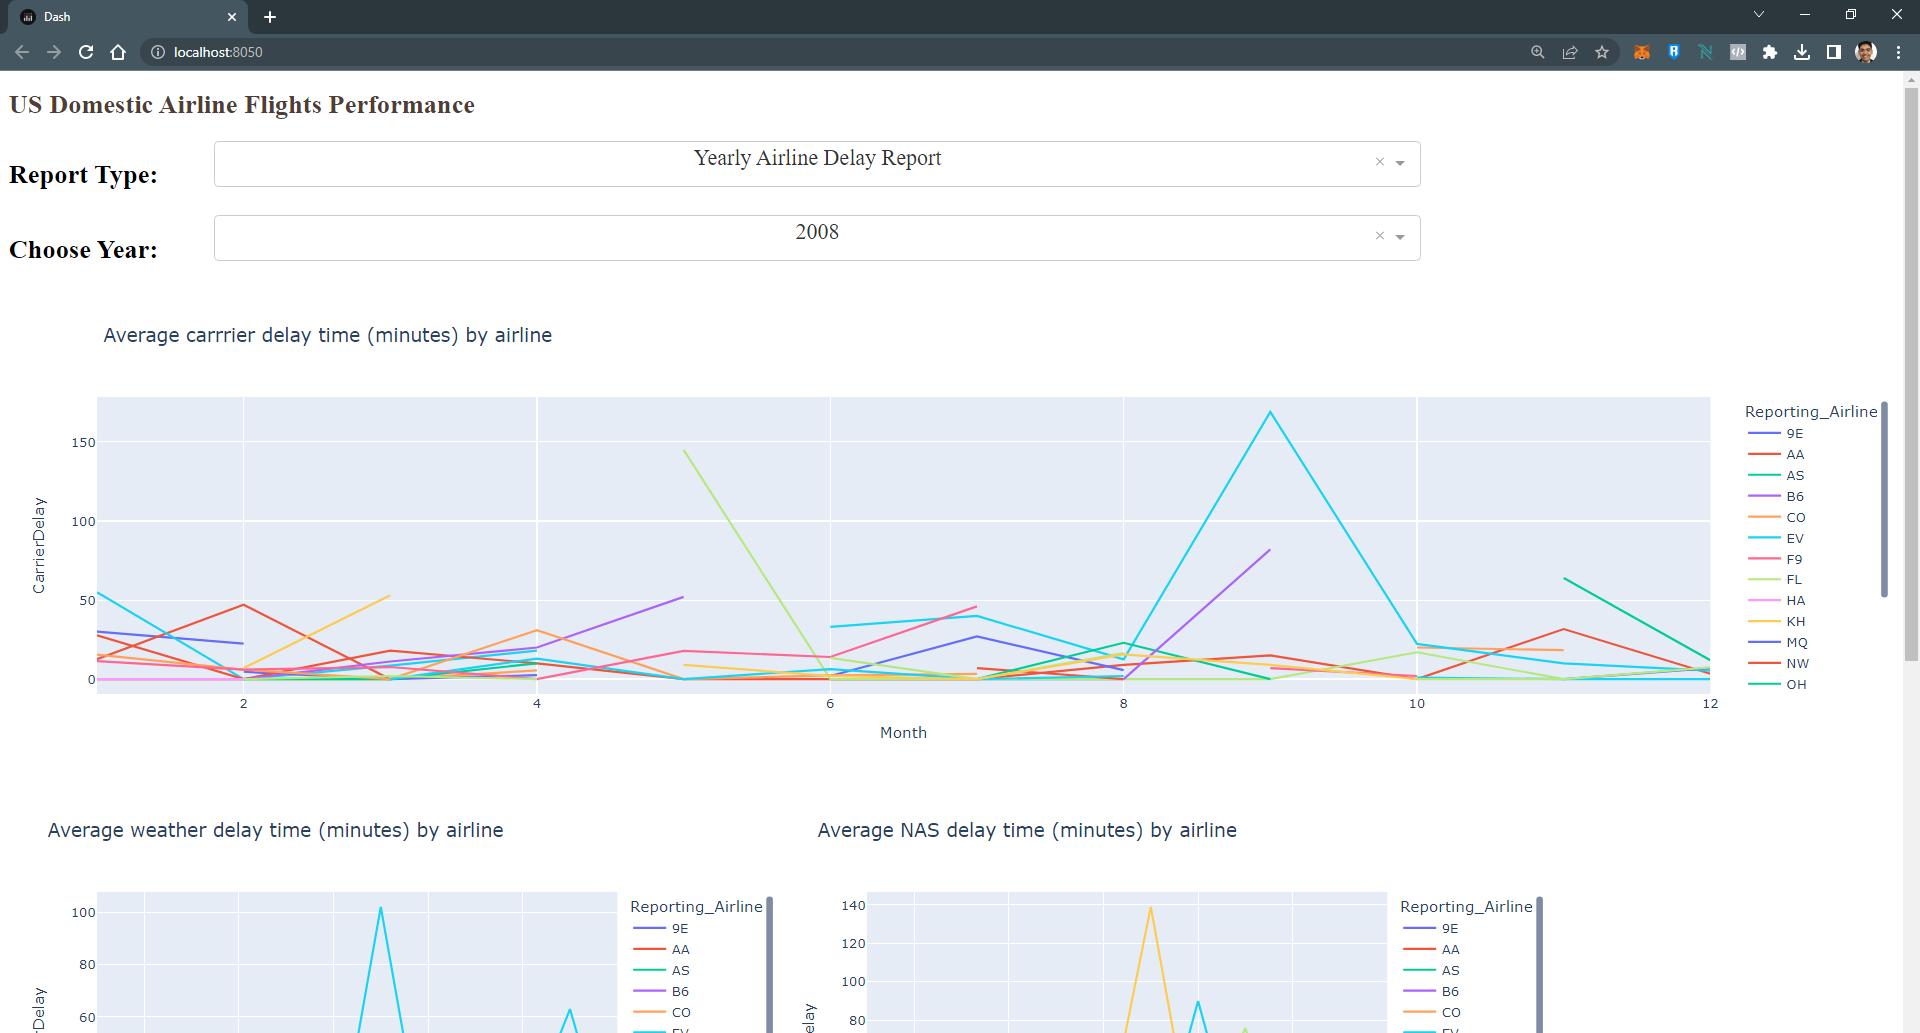 Dash
localhost:8050
US Domestic Airline Flights Performance
Report Type:
Yearly Airline Delay Report
Choose Year:
2008
Average carrrier delay time (minutes) by airline
CarrierDelay
150
100
50
0
2 4 6 8 10 12
Month
Reporting_Airline
9E
AA
AS
B6
CO
EV
F9
FL
HA
KH
MQ
NW
OH
Average weather delay time (minutes) by airline
rDelay
100
80
60
Reporting_Airline
9E
AA
AS
B6
CO
EV
Average NAS delay time (minutes) by airline
elay
140
120
100
80
Reporting_Airline
9E
AA
AS
B6
CO
EV